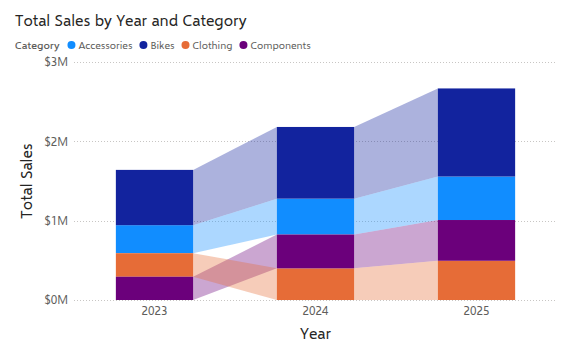 Total Sales by Year and Category
Category Accessories Bikes Clothing Components
$3M
$2M
$1M
$0M
Total Sales
2023 2024 2025
Year